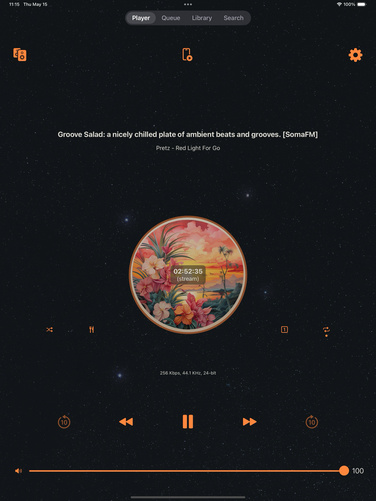 11:15 Thu May 15
100%
Player Queue Library Search
Groove Salad: a nicely chilled plate of ambient beats and grooves. [SomaFM]
Pretz - Red Light For Go
02:52:35
(stream)
1
256 Kbps, 44.1 KHz, 24-bit
10 10
100